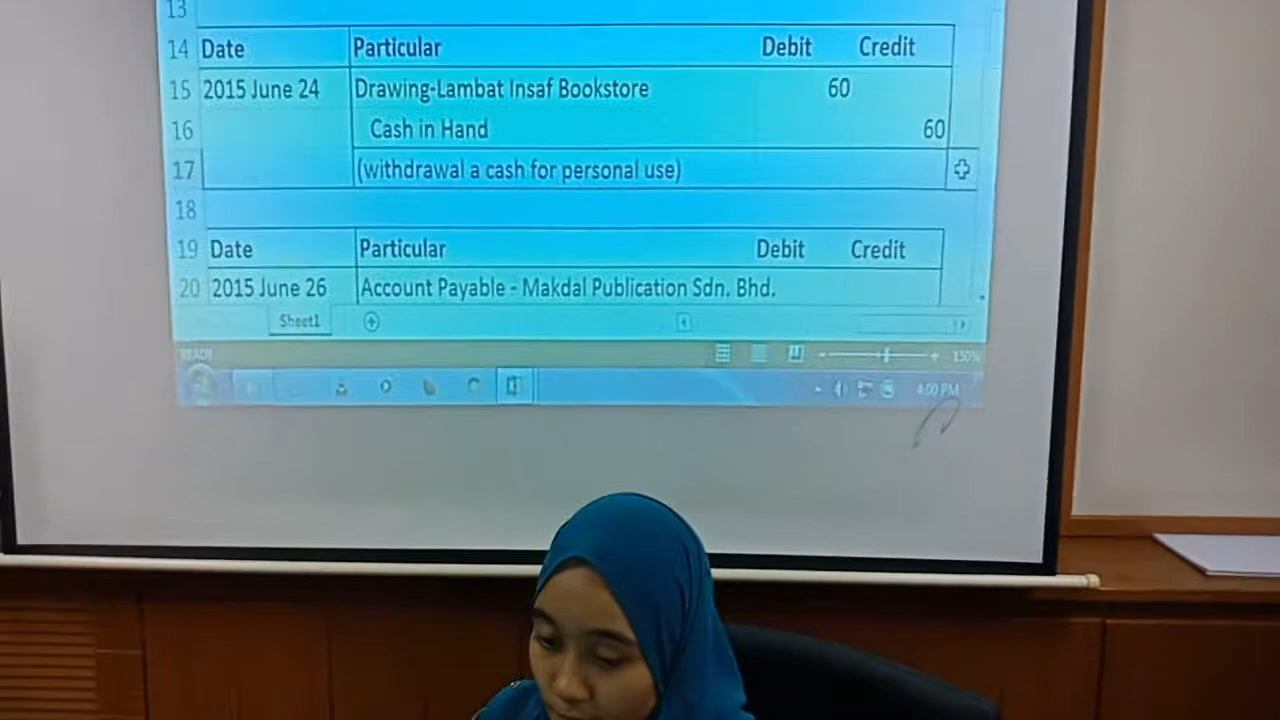 13
14 Date Particular Debit Credit
15 2015 June 24 Drawing-Lambat Insaf Bookstore 60
16 Cash in Hand 60
17 (withdrawal a cash for personal use)
18
19 Date Particular Debit Credit
20 2015 June 26 Account Payable - Makdal Publication Sdn. Bhd.
Sheet1
READY 130%
4:00 PM